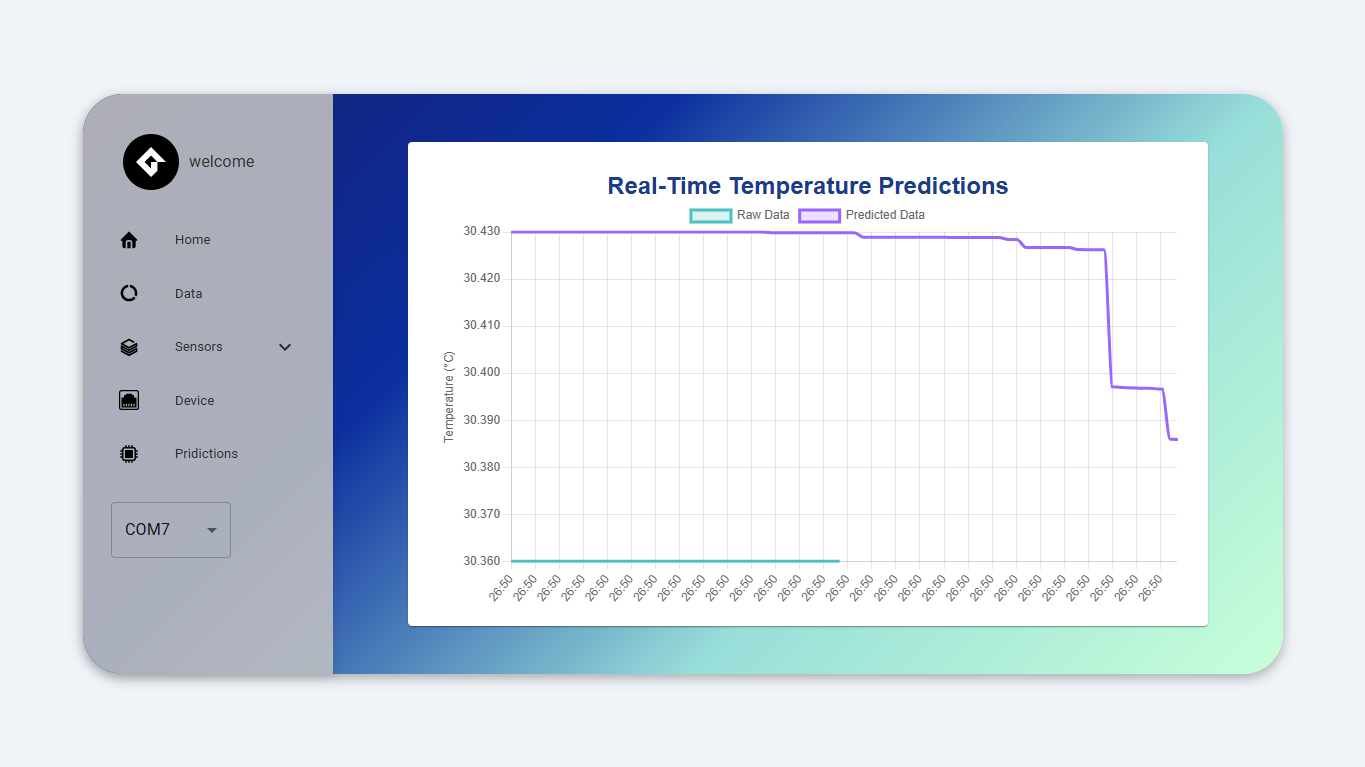 welcome
Home
Data
Sensors
Device
Pridictions
COM7
Real-Time Temperature Predictions
Raw Data Predicted Data
Temperature (°C)
30.430
30.420
30.410
30.400
30.390
30.380
30.370
30.360
26:50 26:50 26:50 26:50 26:50 26:50 26:50 26:50 26:50 26:50 26:50 26:50 26:50 26:50 26:50 26:50 26:50 26:50 26:50 26:50 26:50 26:50 26:50 26:50 26:50 26:50 26:50 26:50